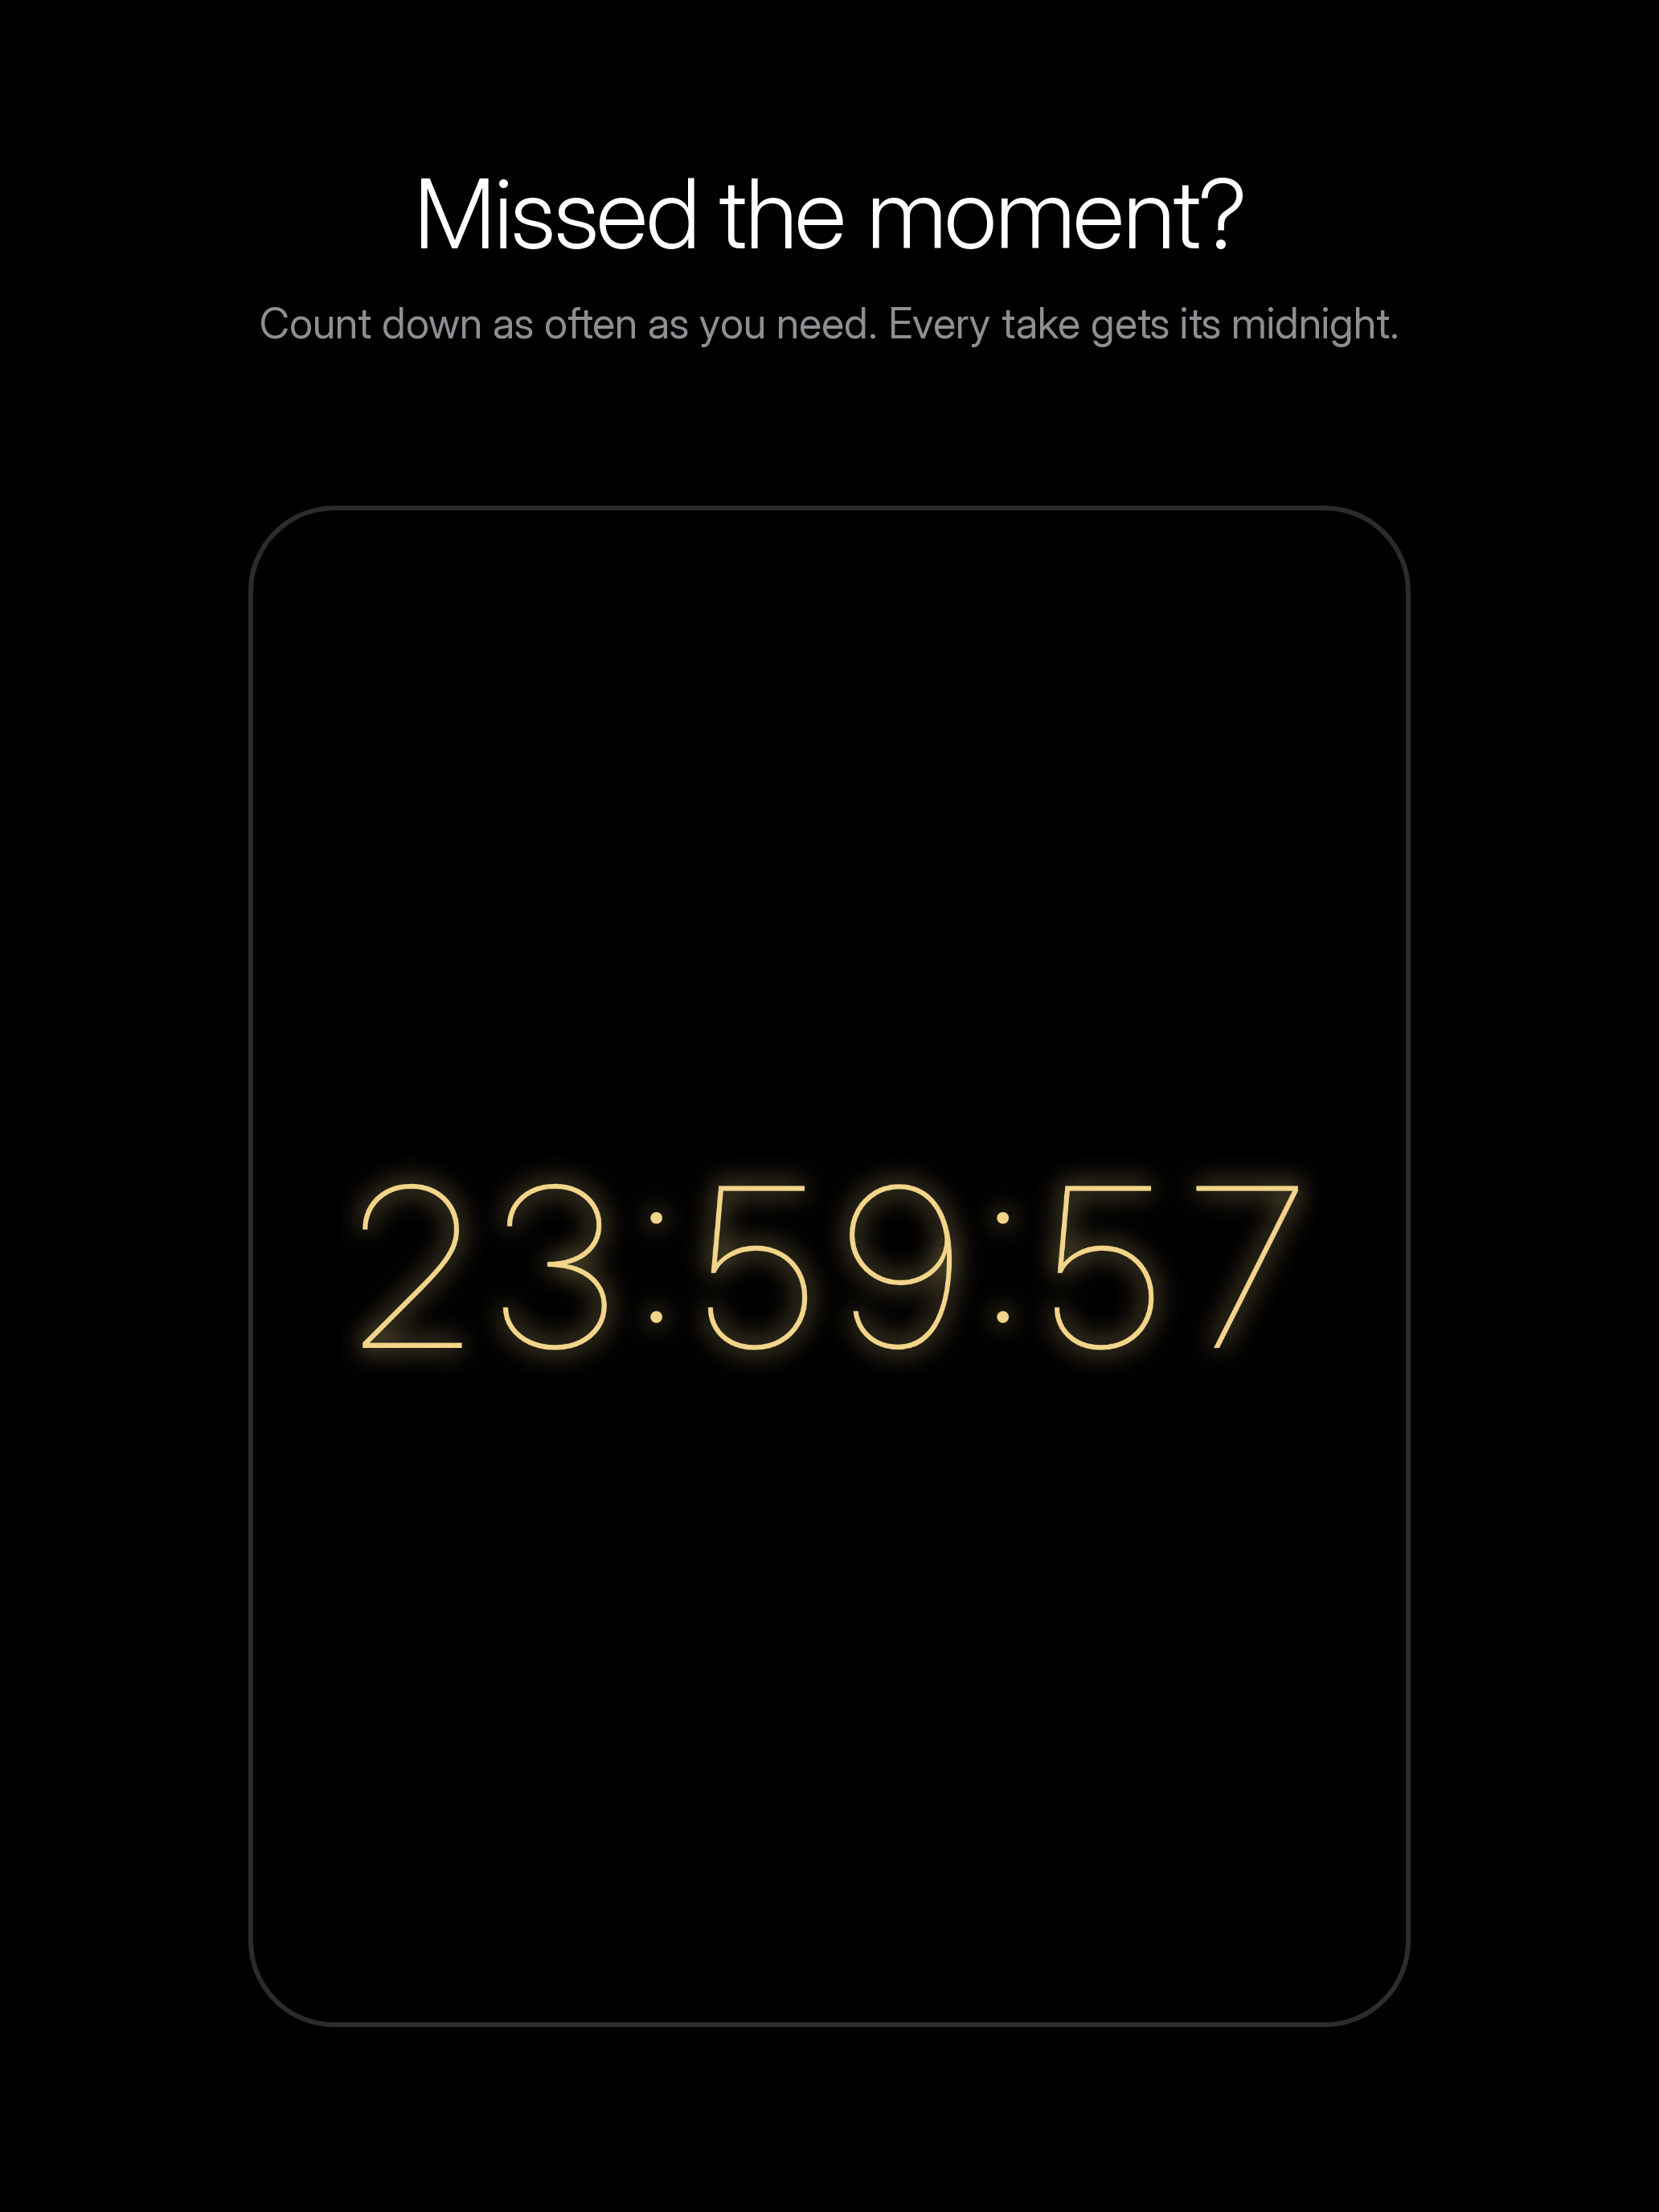 Missed the moment?
Count down as often as you need. Every take gets its midnight.
23:59:57